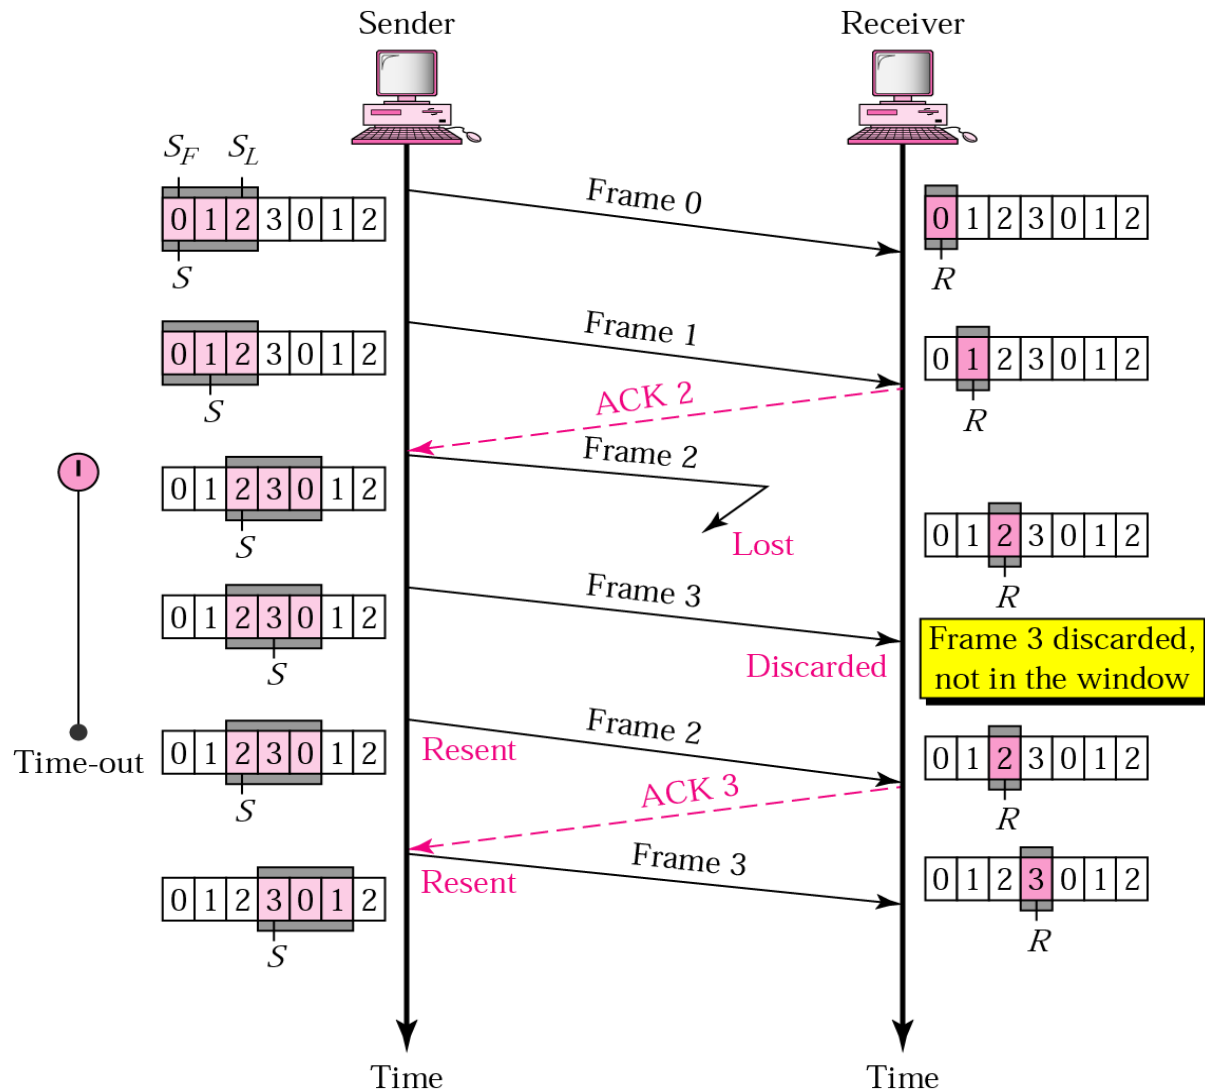 Sender
Receiver
S_F S_L
0 1 2 3 0 1 2
S
Frame 0
0 1 2 3 0 1 2
R
0 1 2 3 0 1 2
S
Frame 1
0 1 2 3 0 1 2
R
ACK 2
0 1 2 3 0 1 2
S
Frame 2
Lost
0 1 2 3 0 1 2
R
0 1 2 3 0 1 2
S
Frame 3
Discarded
Frame 3 discarded,
not in the window
Time-out
0 1 2 3 0 1 2
S
Resent
Frame 2
0 1 2 3 0 1 2
R
ACK 3
0 1 2 3 0 1 2
S
Resent
Frame 3
0 1 2 3 0 1 2
R
Time
Time